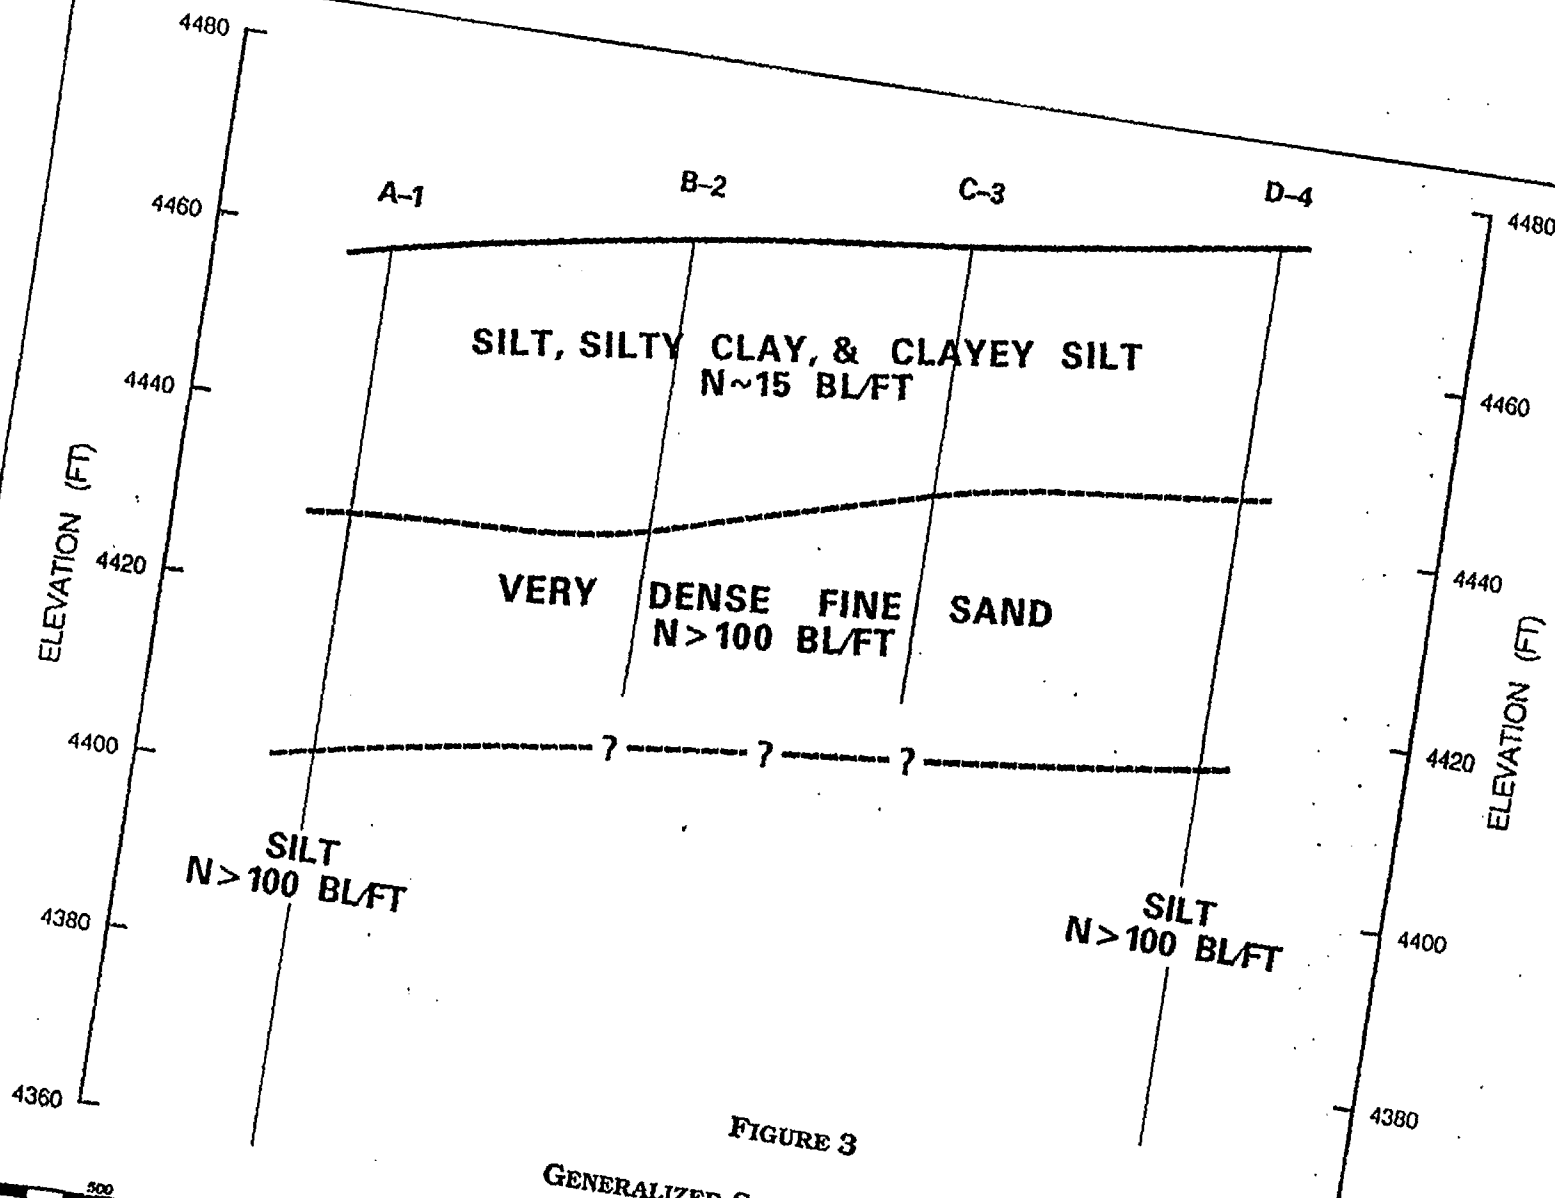 4480
4460
4440
4420
4400
4380
4360
ELEVATION (FT)
A-1
B-2
C-3
D-4
SILT, SILTY CLAY, & CLAYEY SILT
N~15 BL/FT
VERY DENSE FINE SAND
N>100 BL/FT
? ? ?
SILT
N>100 BL/FT
SILT
N>100 BL/FT
4480
4460
4440
4420
4400
4380
ELEVATION (FT)
FIGURE 3
GENERALIZED
500